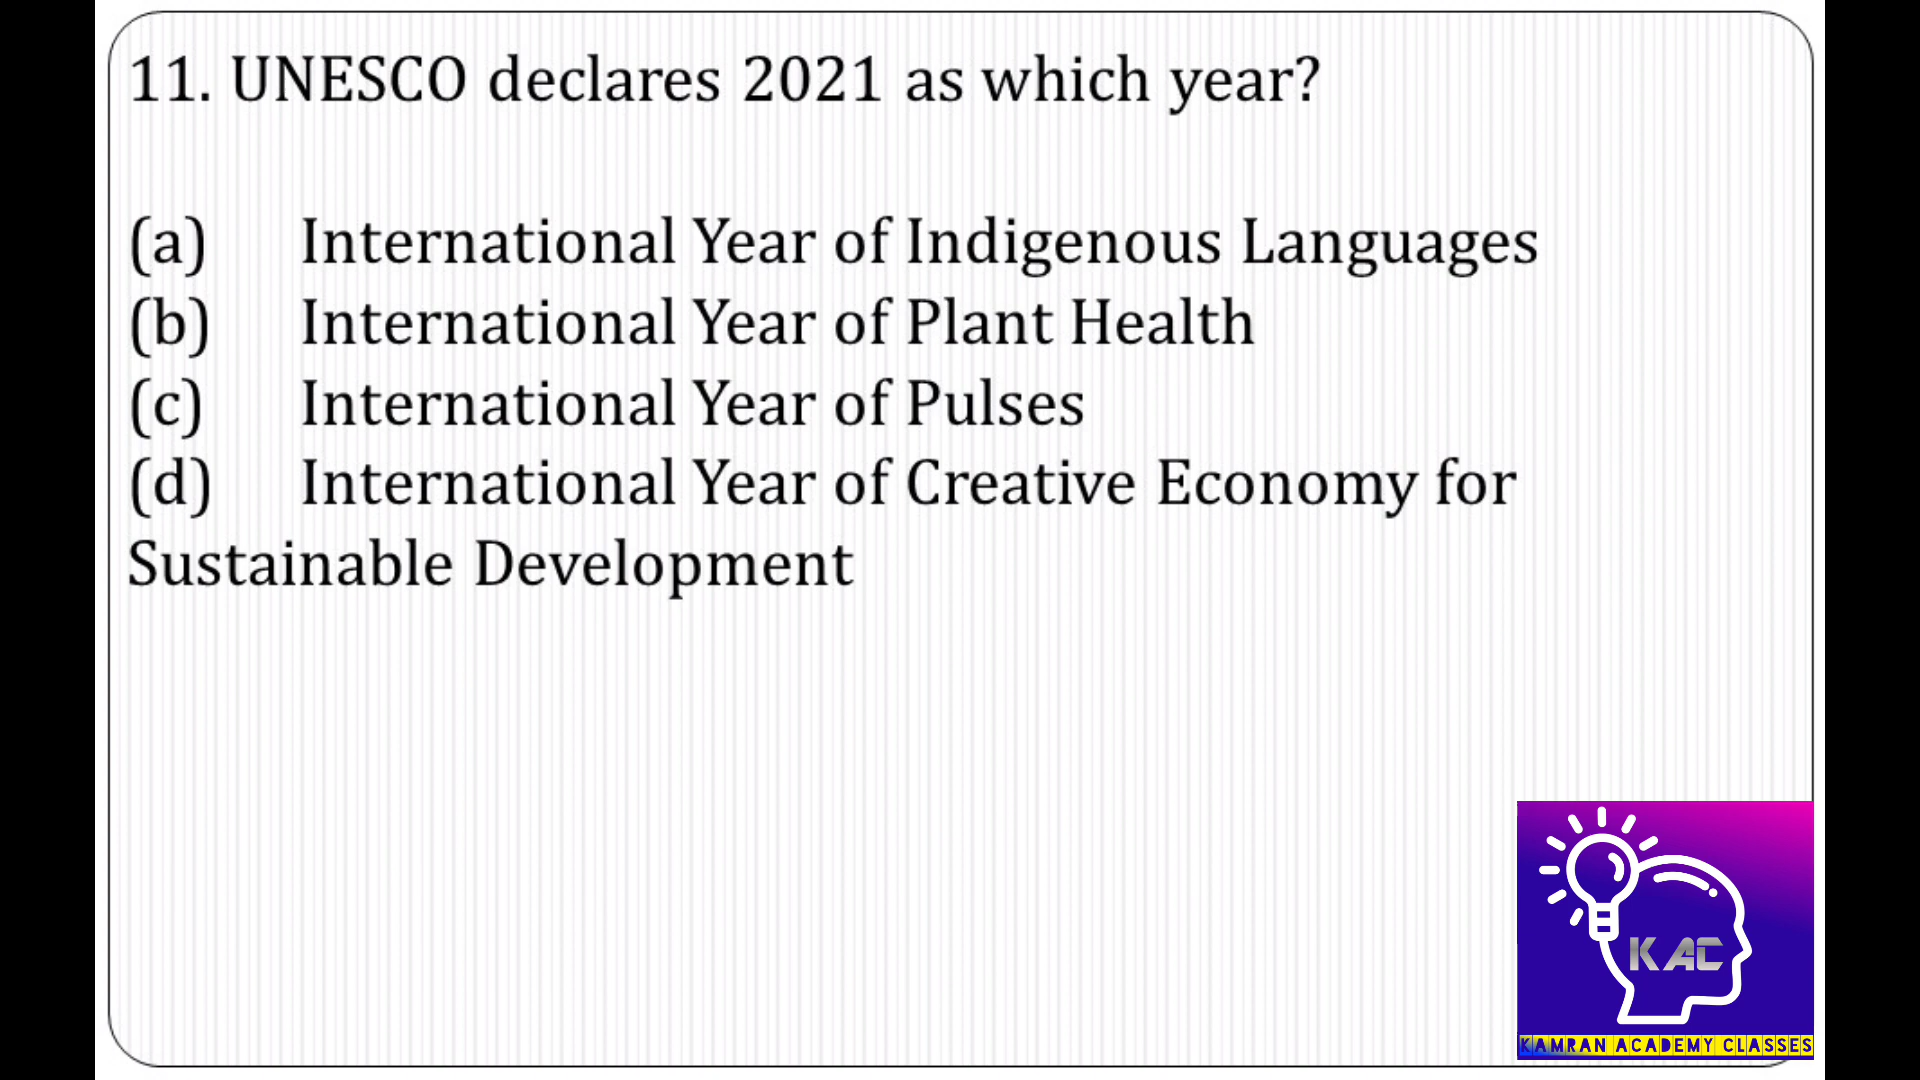 11. UNESCO declares 2021 as which year?
(a) International Year of Indigenous Languages
(b) International Year of Plant Health
(c) International Year of Pulses
(d) International Year of Creative Economy for
Sustainable Development
KAC
KAMRAN ACADEMY CLASSES